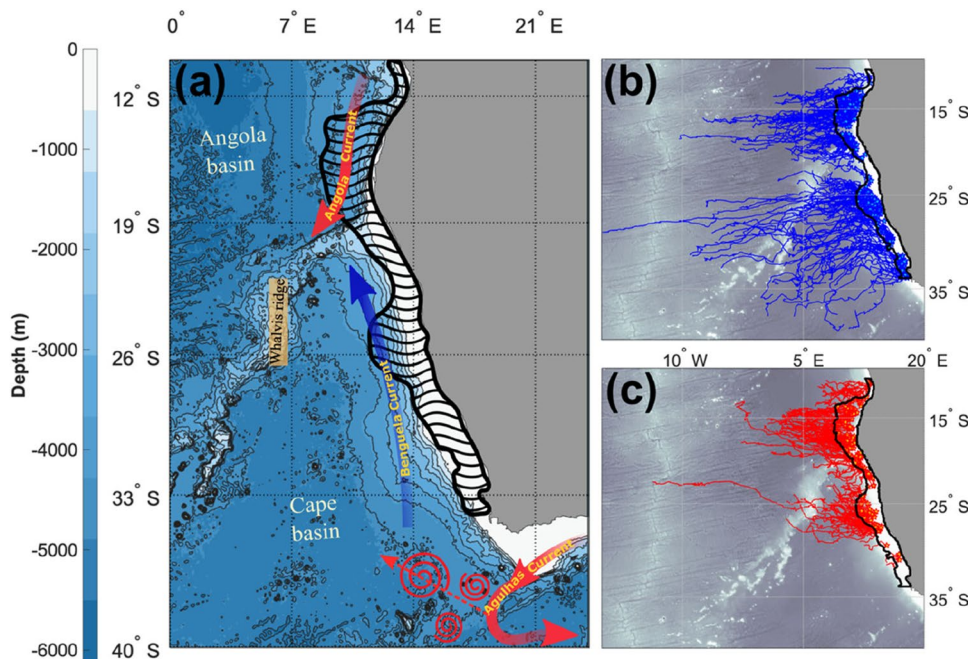 0° 7° E 14° E 21° E
Depth (m)
0
-1000
-2000
-3000
-4000
-5000
-6000
(a)
12° S
19° S
26° S
33° S
40° S
Angola
basin
Angola Current
Whalvis ridge
Benguela Current
Cape
basin
Agulhas Current
(b)
15° S
25° S
35° S
10° W 5° E 20° E
(c)
15° S
25° S
35° S